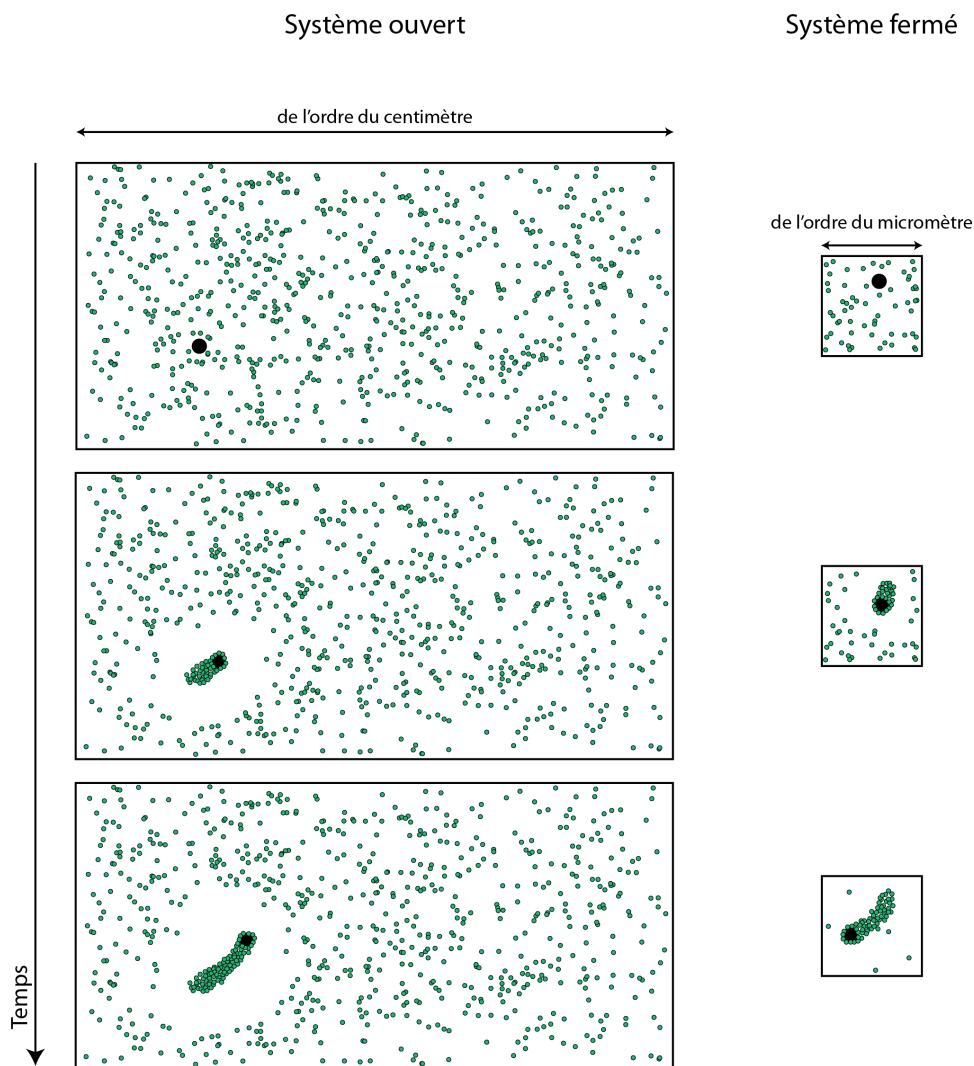 Système ouvert
Système fermé
de l’ordre du centimètre
de l’ordre du micromètre
Temps